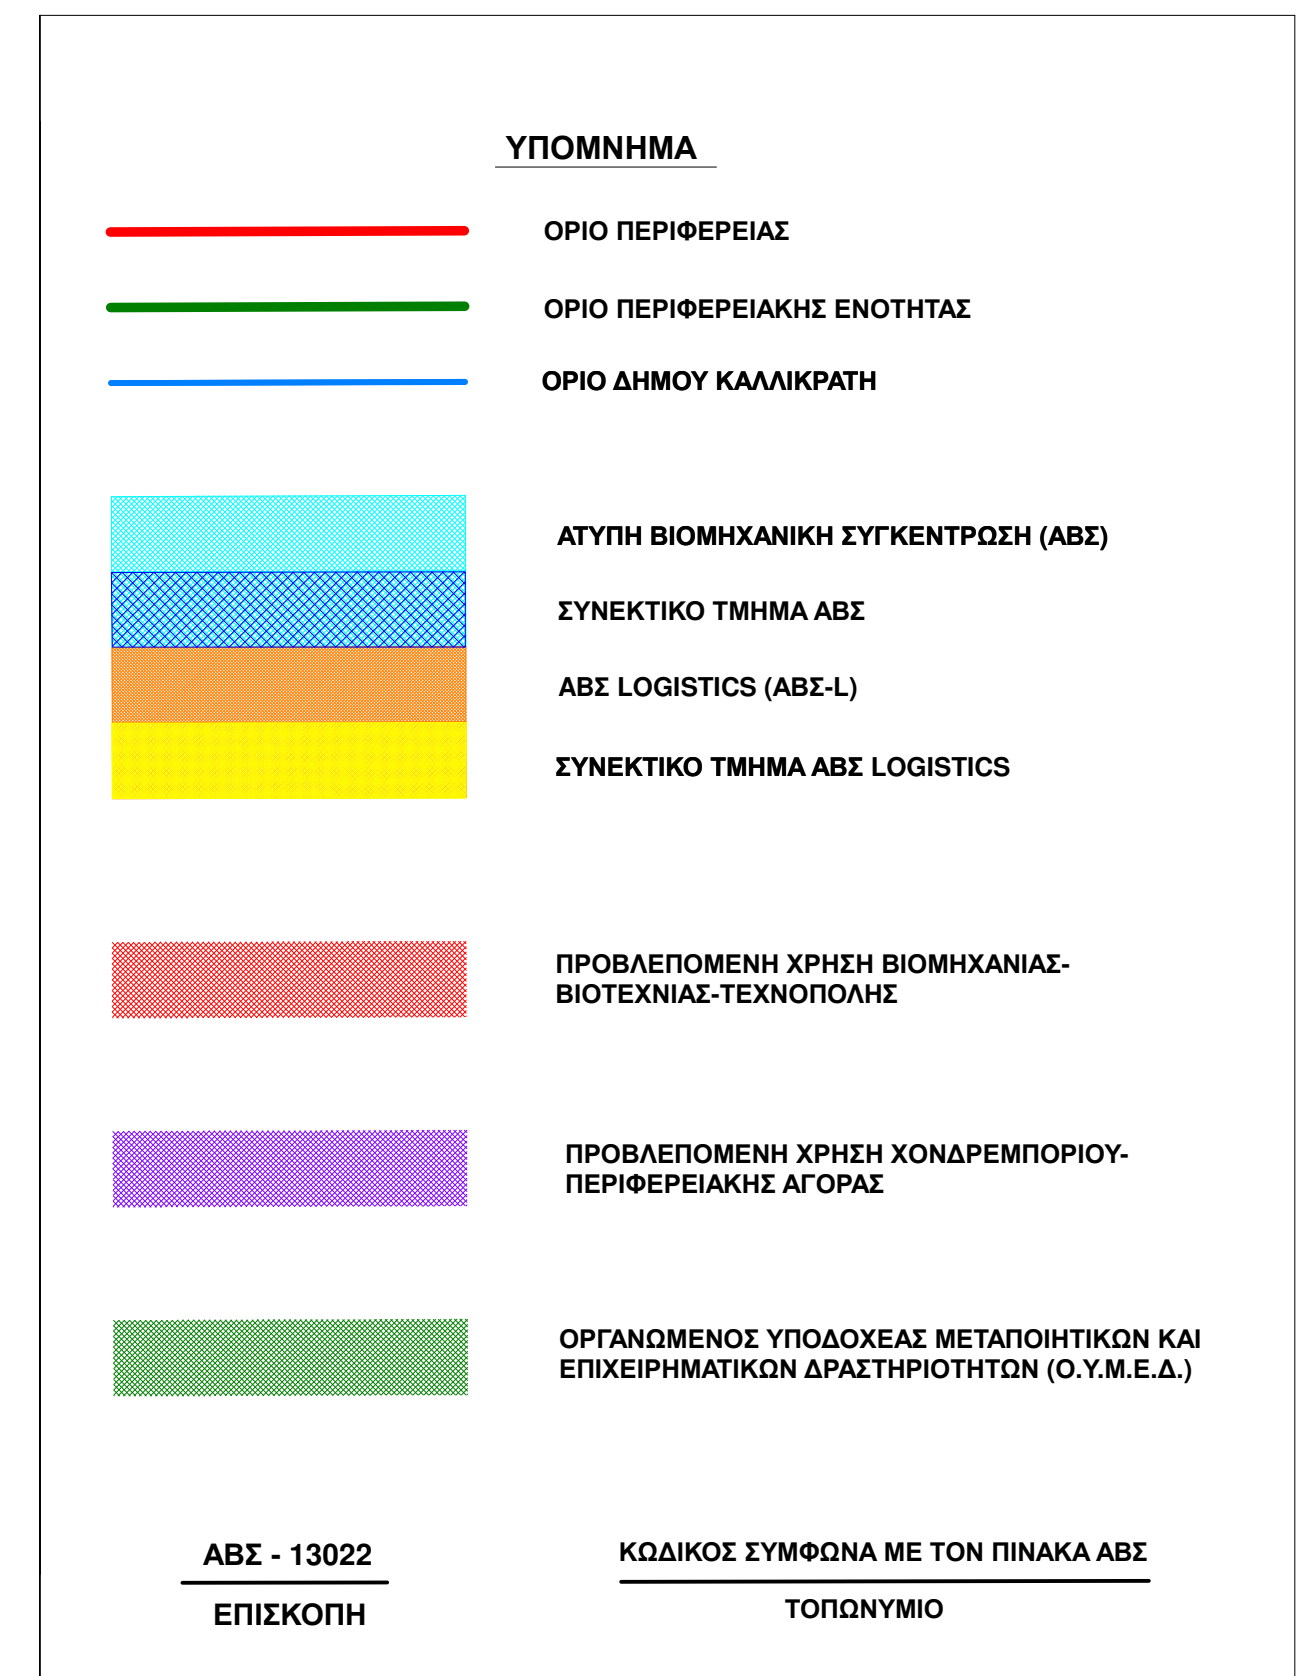 ΥΠΟΜΝΗΜΑ
ΟΡΙΟ ΠΕΡΙΦΕΡΕΙΑΣ
ΟΡΙΟ ΠΕΡΙΦΕΡΕΙΑΚΗΣ ΕΝΟΤΗΤΑΣ
ΟΡΙΟ ΔΗΜΟΥ ΚΑΛΛΙΚΡΑΤΗ
ΑΤΥΠΗ ΒΙΟΜΗΧΑΝΙΚΗ ΣΥΓΚΕΝΤΡΩΣΗ (ΑΒΣ)
ΣΥΝΕΚΤΙΚΟ ΤΜΗΜΑ ΑΒΣ
ΑΒΣ LOGISTICS (ΑΒΣ-L)
ΣΥΝΕΚΤΙΚΟ ΤΜΗΜΑ ΑΒΣ LOGISTICS
ΠΡΟΒΛΕΠΟΜΕΝΗ ΧΡΗΣΗ ΒΙΟΜΗΧΑΝΙΑΣ-
ΒΙΟΤΕΧΝΙΑΣ-ΤΕΧΝΟΠΟΛΗΣ
ΠΡΟΒΛΕΠΟΜΕΝΗ ΧΡΗΣΗ ΧΟΝΔΡΕΜΠΟΡΙΟΥ-
ΠΕΡΙΦΕΡΕΙΑΚΗΣ ΑΓΟΡΑΣ
ΟΡΓΑΝΩΜΕΝΟΣ ΥΠΟΔΟΧΕΑΣ ΜΕΤΑΠΟΙΗΤΙΚΩΝ ΚΑΙ
ΕΠΙΧΕΙΡΗΜΑΤΙΚΩΝ ΔΡΑΣΤΗΡΙΟΤΗΤΩΝ (Ο.Υ.Μ.Ε.Δ.)
ΑΒΣ - 13022
ΕΠΙΣΚΟΠΗ
ΚΩΔΙΚΟΣ ΣΥΜΦΩΝΑ ΜΕ ΤΟΝ ΠΙΝΑΚΑ ΑΒΣ
ΤΟΠΩΝΥΜΙΟ